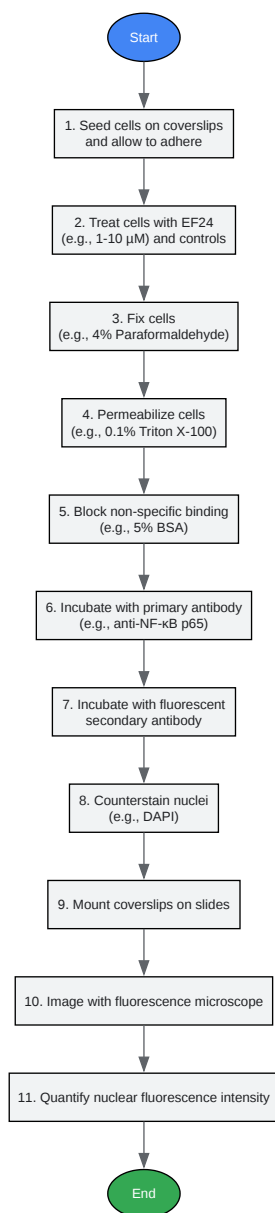 Start
1. Seed cells on coverslips
and allow to adhere
2. Treat cells with EF24
(e.g., 1-10 µM) and controls
3. Fix cells
(e.g., 4% Paraformaldehyde)
4. Permeabilize cells
(e.g., 0.1% Triton X-100)
5. Block non-specific binding
(e.g., 5% BSA)
6. Incubate with primary antibody
(e.g., anti-NF-κB p65)
7. Incubate with fluorescent
secondary antibody
8. Counterstain nuclei
(e.g., DAPI)
9. Mount coverslips on slides
10. Image with fluorescence microscope
11. Quantify nuclear fluorescence intensity
End